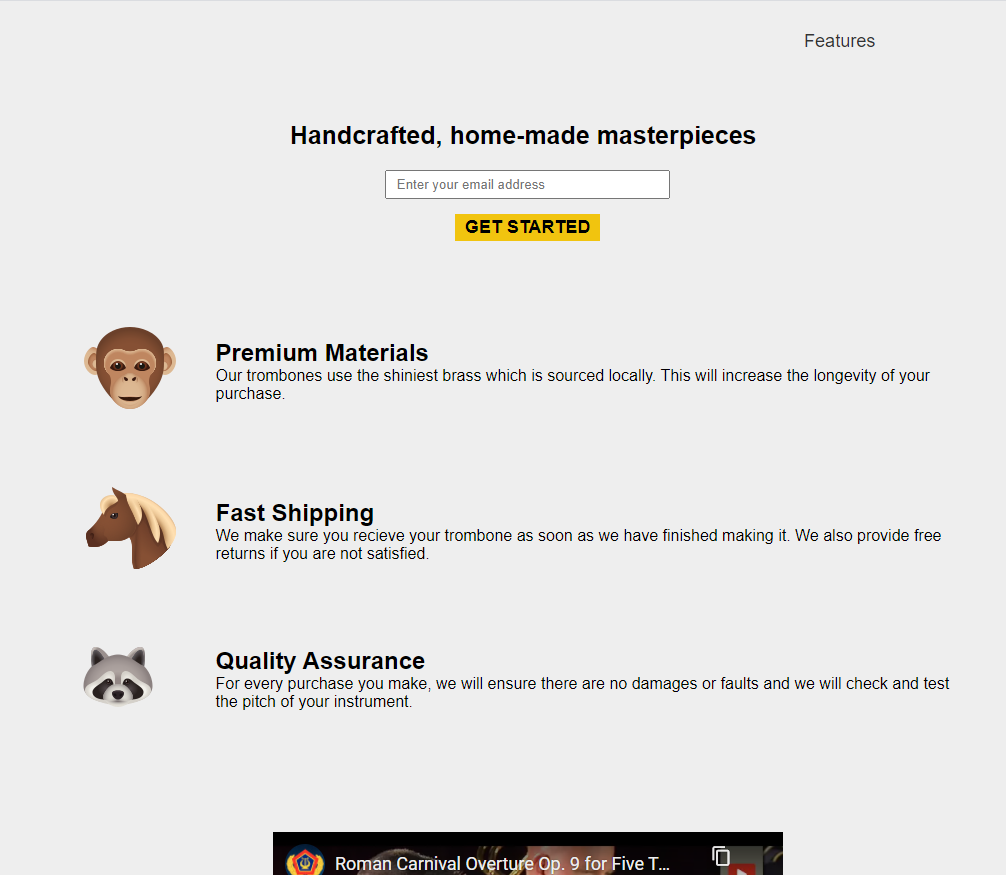 Features
Handcrafted, home-made masterpieces
Enter your email address
GET STARTED
Premium Materials
Our trombones use the shiniest brass which is sourced locally. This will increase the longevity of your
purchase.
Fast Shipping
We make sure you recieve your trombone as soon as we have finished making it. We also provide free
returns if you are not satisfied.
Quality Assurance
For every purchase you make, we will ensure there are no damages or faults and we will check and test
the pitch of your instrument.
Roman Carnival Overture Op. 9 for Five T...